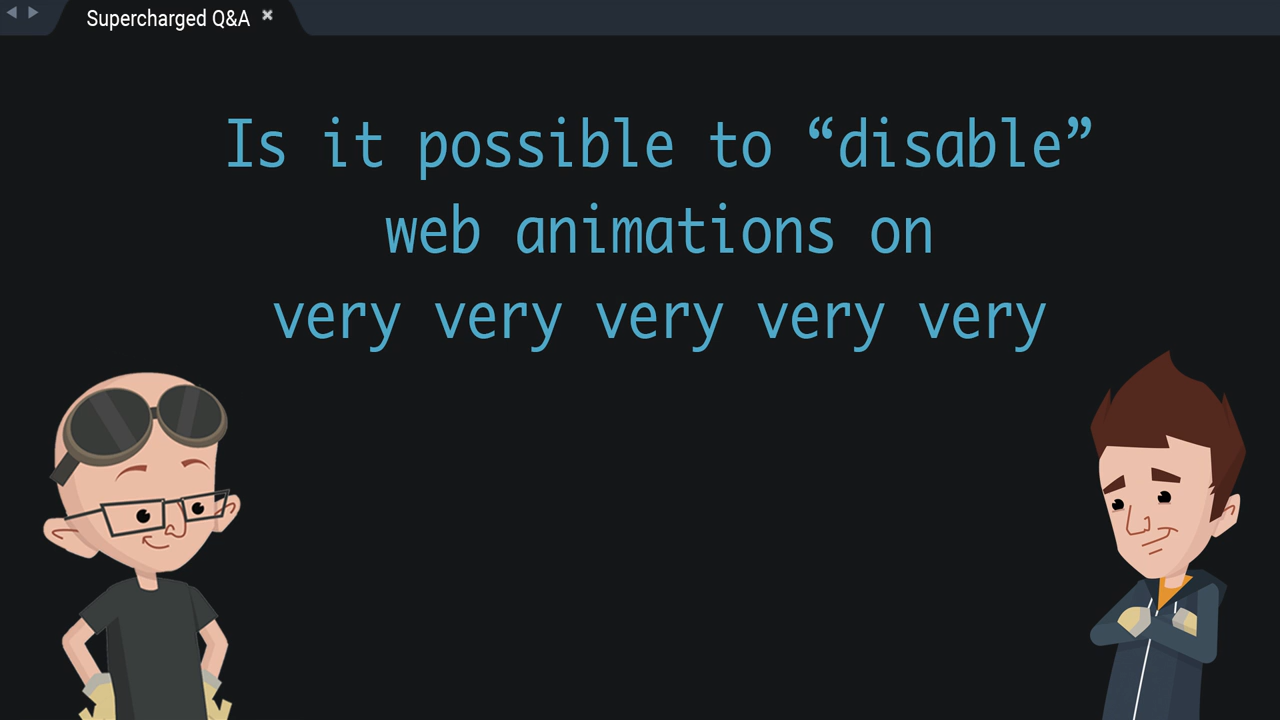 Supercharged Q&A
Is it possible to “disable”
web animations on
very very very very very